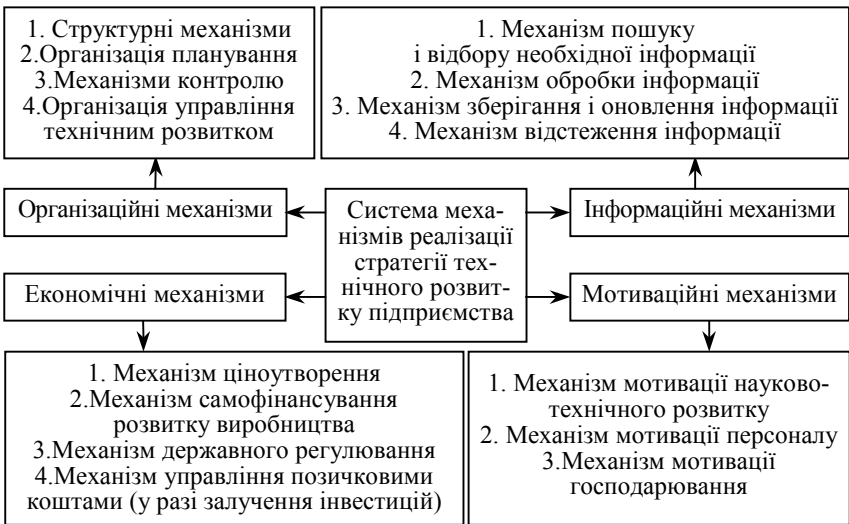 1. Структурні механізми
2.Організація планування
3.Механізми контролю
4.Організація управління
технічним розвитком
1. Механізм пошуку
і відбору необхідної інформації
2. Механізм обробки інформації
3. Механізм зберігання і оновлення інформації
4. Механізм відстеження інформації
Організаційні механізми
Система меха-
нізмів реалізації
стратегії тех-
нічного розвит-
ку підприємства
Інформаційні механізми
Економічні механізми
Мотиваційні механізми
1. Механізм ціноутворення
2.Механізм самофінансування
розвитку виробництва
3.Механізм державного регулювання
4.Механізм управління позичковими
коштами (у разі залучення інвестицій)
1. Механізм мотивації науково-
технічного розвитку
2. Механізм мотивації персоналу
3.Механізм мотивації
господарювання